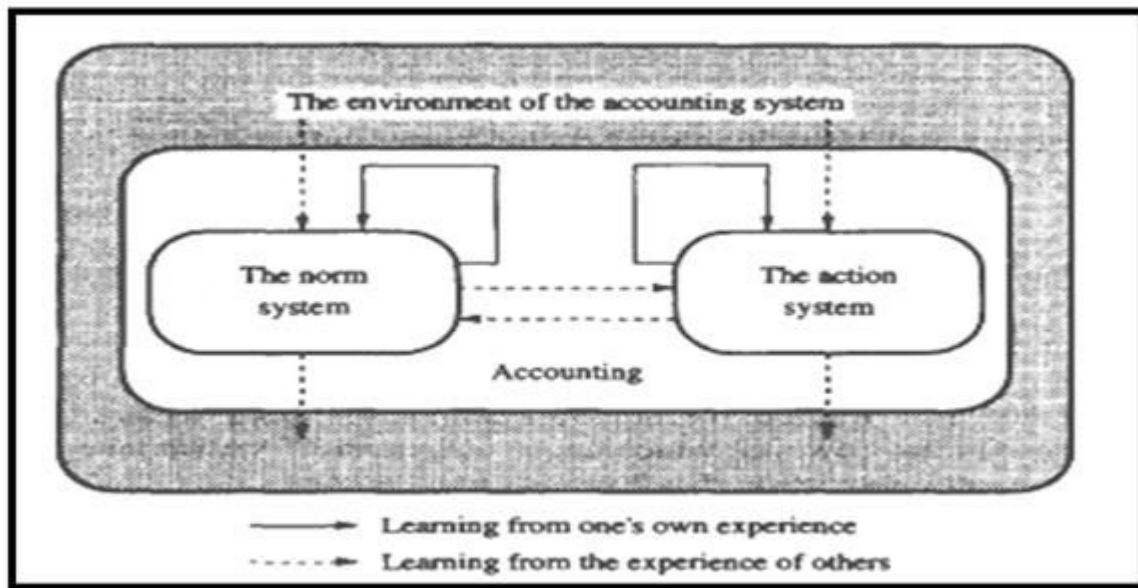 The environment of the accounting system
The norm
system
The action
system
Accounting
Learning from one's own experience
Learning from the experience of others